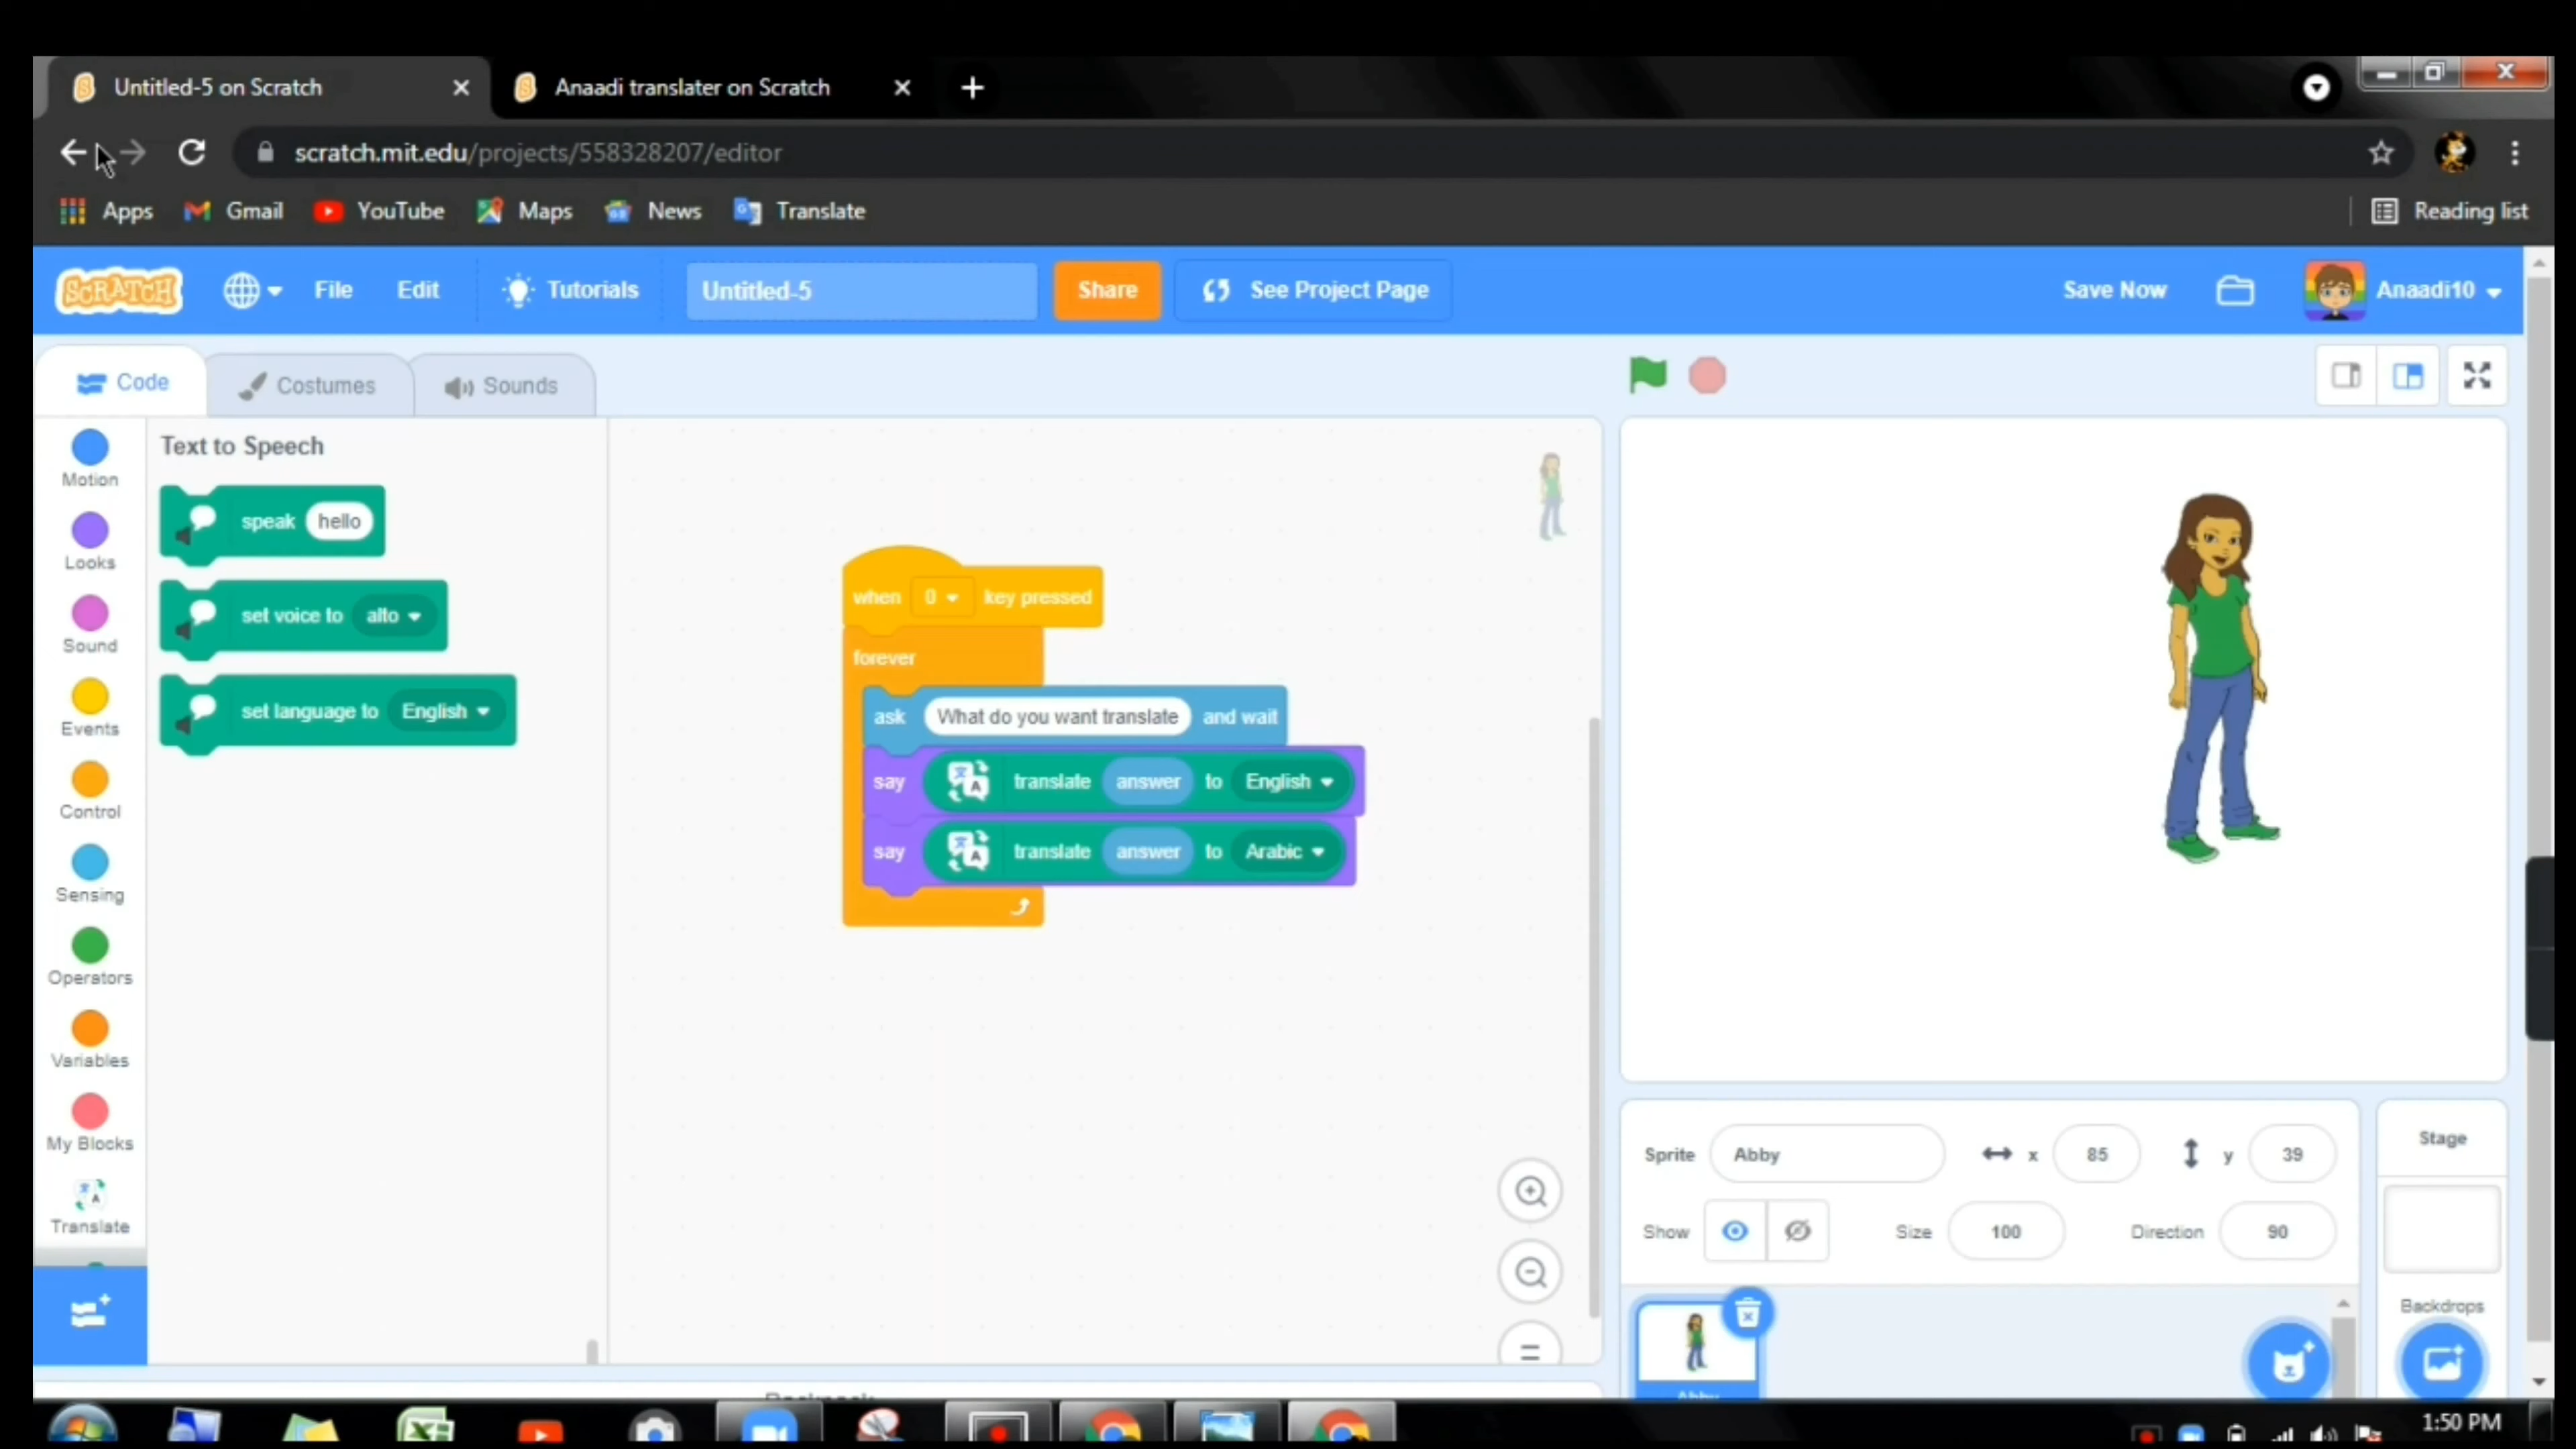 Untitled-5 on Scratch
Anaadi translater on Scratch
scratch.mit.edu/projects/558328207/editor
Apps Gmail YouTube Maps News Translate Reading list
SCRATCH File Edit Tutorials Untitled-5 Share See Project Page Save Now Anaadi10
Code Costumes Sounds
Motion
Looks
Sound
Events
Control
Sensing
Operators
Variables
My Blocks
Translate
Text to Speech
speak hello
set voice to alto
set language to English
when 0 key pressed
forever
ask What do you want translate and wait
say translate answer to English
say translate answer to Arabic
Sprite Abby x 85 y 39
Show Size 100 Direction 90
Abby
Stage
Backdrops
1:50 PM